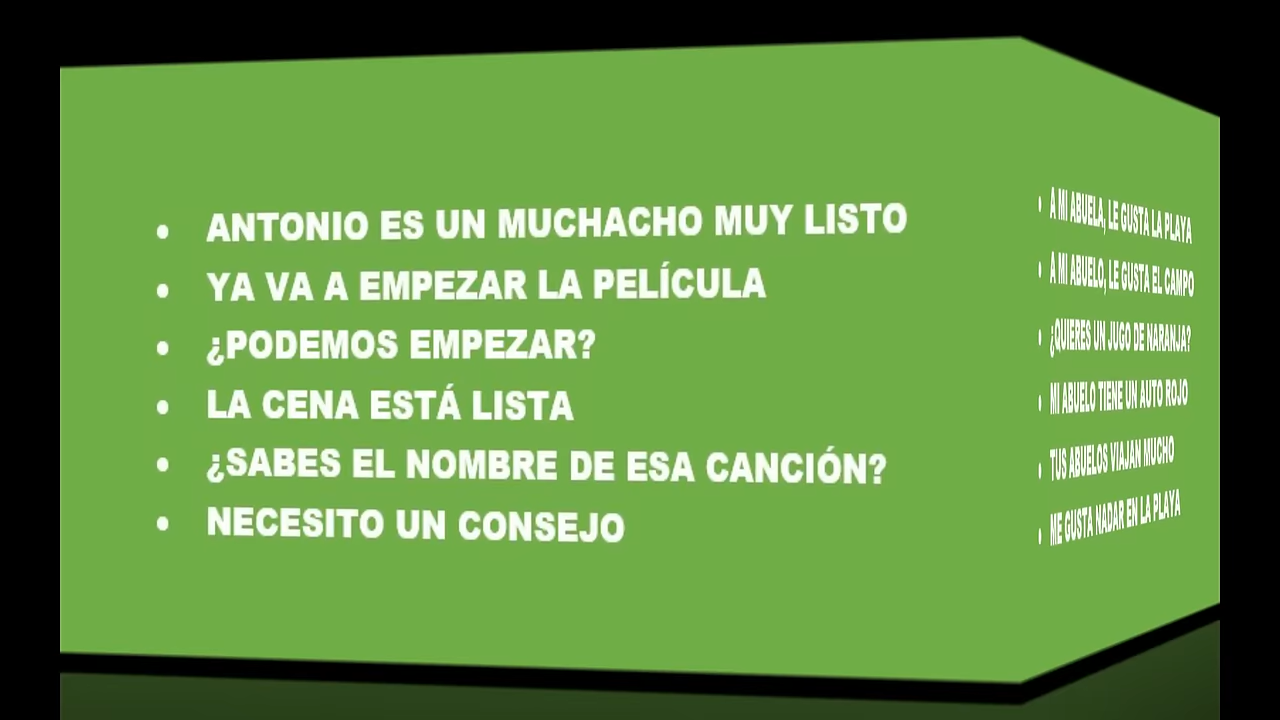 • ANTONIO ES UN MUCHACHO MUY LISTO
• YA VA A EMPEZAR LA PELÍCULA
• ¿PODEMOS EMPEZAR?
• LA CENA ESTÁ LISTA
• ¿SABES EL NOMBRE DE ESA CANCIÓN?
• NECESITO UN CONSEJO
• A MI ABUELA, LE GUSTA LA PLAYA
• A MI ABUELO, LE GUSTA EL CAMPO
• ¿QUIERES UN JUGO DE NARANJA?
• MI ABUELO TIENE UN AUTO ROJO
• TUS ABUELOS VIAJAN MUCHO
• ME GUSTA NADAR EN LA PLAYA